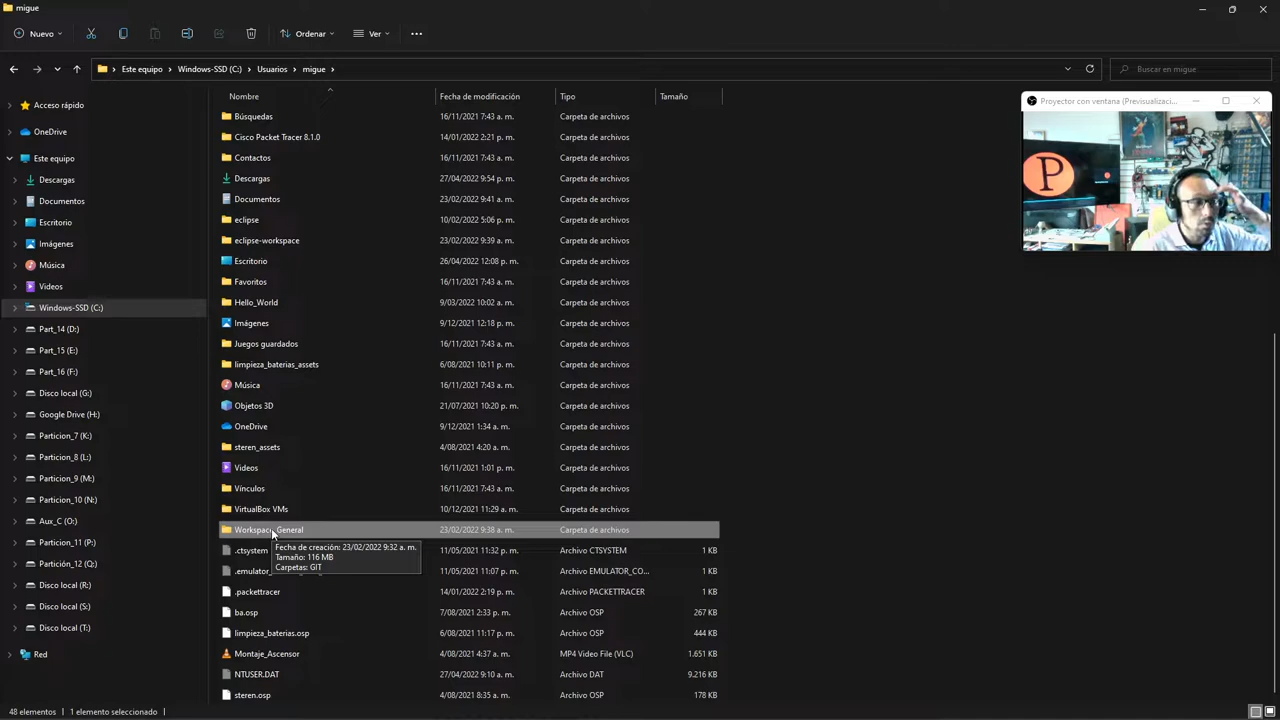 migue
Nuevo
Ordenar
Ver
Este equipo
Windows-SSD (C:)
Usuarios
migue
Buscar en migue
Nombre
Fecha de modificación
Tipo
Tamaño
Acceso rápido
OneDrive
Este equipo
Descargas
Documentos
Escritorio
Imágenes
Música
Videos
Windows-SSD (C:)
Part_14 (D:)
Part_15 (E:)
Part_16 (F:)
Disco local (G:)
Google Drive (H:)
Particion_7 (K:)
Particion_8 (L:)
Particion_9 (M:)
Particion_10 (N:)
Aux_C (O:)
Partición_11 (P:)
Partición_12 (Q:)
Disco local (R:)
Disco local (S:)
Disco local (T:)
Red
Búsquedas 16/11/2021 7:43 a. m. Carpeta de archivos
Cisco Packet Tracer 8.1.0 14/01/2022 2:21 p. m. Carpeta de archivos
Contactos 16/11/2021 7:43 a. m. Carpeta de archivos
Descargas 27/04/2022 9:54 p. m. Carpeta de archivos
Documentos 23/02/2022 9:41 a. m. Carpeta de archivos
eclipse 10/02/2022 5:06 p. m. Carpeta de archivos
eclipse-workspace 23/02/2022 9:39 a. m. Carpeta de archivos
Escritorio 26/04/2022 12:08 p. m. Carpeta de archivos
Favoritos 16/11/2021 7:43 a. m. Carpeta de archivos
Hello_World 9/03/2022 10:02 a. m. Carpeta de archivos
Imágenes 9/12/2021 12:18 p. m. Carpeta de archivos
Juegos guardados 16/11/2021 7:43 a. m. Carpeta de archivos
limpieza_baterias_assets 6/08/2021 10:11 p. m. Carpeta de archivos
Música 16/11/2021 7:43 a. m. Carpeta de archivos
Objetos 3D 21/07/2021 10:20 p. m. Carpeta de archivos
OneDrive 9/12/2021 1:34 a. m. Carpeta de archivos
steren_assets 4/08/2021 4:20 a. m. Carpeta de archivos
Videos 16/11/2021 1:01 p. m. Carpeta de archivos
Vínculos 16/11/2021 7:43 a. m. Carpeta de archivos
VirtualBox VMs 10/12/2021 11:29 a. m. Carpeta de archivos
Workspace_General 23/02/2022 9:38 a. m. Carpeta de archivos
.ctsystem 11/05/2021 11:32 p. m. Archivo CTSYSTEM 1 KB
.emulator_ 11/05/2021 11:07 p. m. Archivo EMULATOR_CO... 1 KB
.packettracer 14/01/2022 2:19 p. m. Archivo PACKETTRACER 1 KB
ba.osp 7/08/2021 2:33 p. m. Archivo OSP 267 KB
limpieza_baterias.osp 6/08/2021 11:17 p. m. Archivo OSP 444 KB
Montaje_Ascensor 4/08/2021 4:37 a. m. MP4 Video File (VLC) 1.651 KB
NTUSER.DAT 27/04/2022 9:10 a. m. Archivo DAT 9.216 KB
steren.osp 4/08/2021 8:35 a. m. Archivo OSP 178 KB
Fecha de creación: 23/02/2022 9:32 a. m.
Tamaño: 116 MB
Carpetas: GIT
Proyector con ventana (Previsualizaci...
P
48 elementos
1 elemento seleccionado